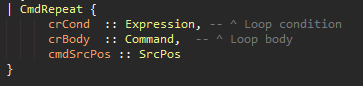 | CmdRepeat {
crCond :: Expression, -- ^ Loop condition
crBody :: Command, -- ^ Loop body
cmdSrcPos :: SrcPos
}